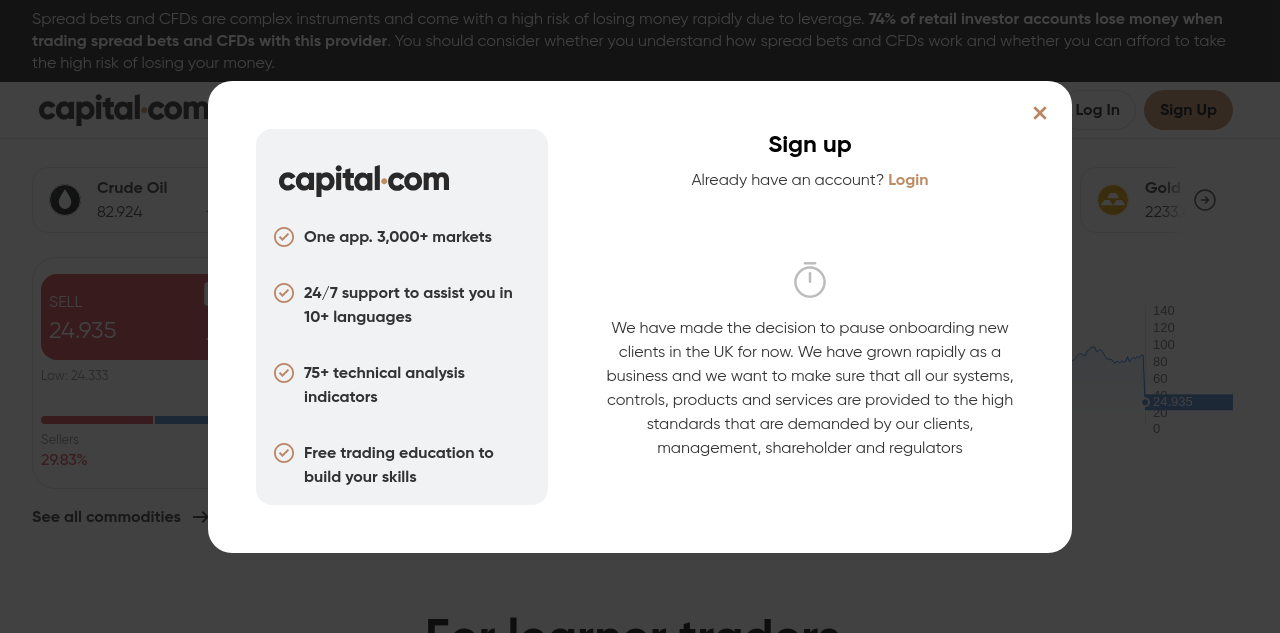 Spread bets and CFDs are complex instruments and come with a high risk of losing money rapidly due to leverage. 74% of retail investor accounts lose money when
trading spread bets and CFDs with this provider. You should consider whether you understand how spread bets and CFDs work and whether you can afford to take
the high risk of losing your money.
capital.com
Log In
Sign Up
Crude Oil
82.924
Gold
2233
SELL
24.935
Low: 24.333
Sellers
29.83%
See all commodities
capital.com
One app. 3,000+ markets
24/7 support to assist you in
10+ languages
75+ technical analysis
indicators
Free trading education to
build your skills
Sign up
Already have an account? Login
We have made the decision to pause onboarding new
clients in the UK for now. We have grown rapidly as a
business and we want to make sure that all our systems,
controls, products and services are provided to the high
standards that are demanded by our clients,
management, shareholder and regulators
140
120
100
80
60
40
24.935
20
0
For learner traders